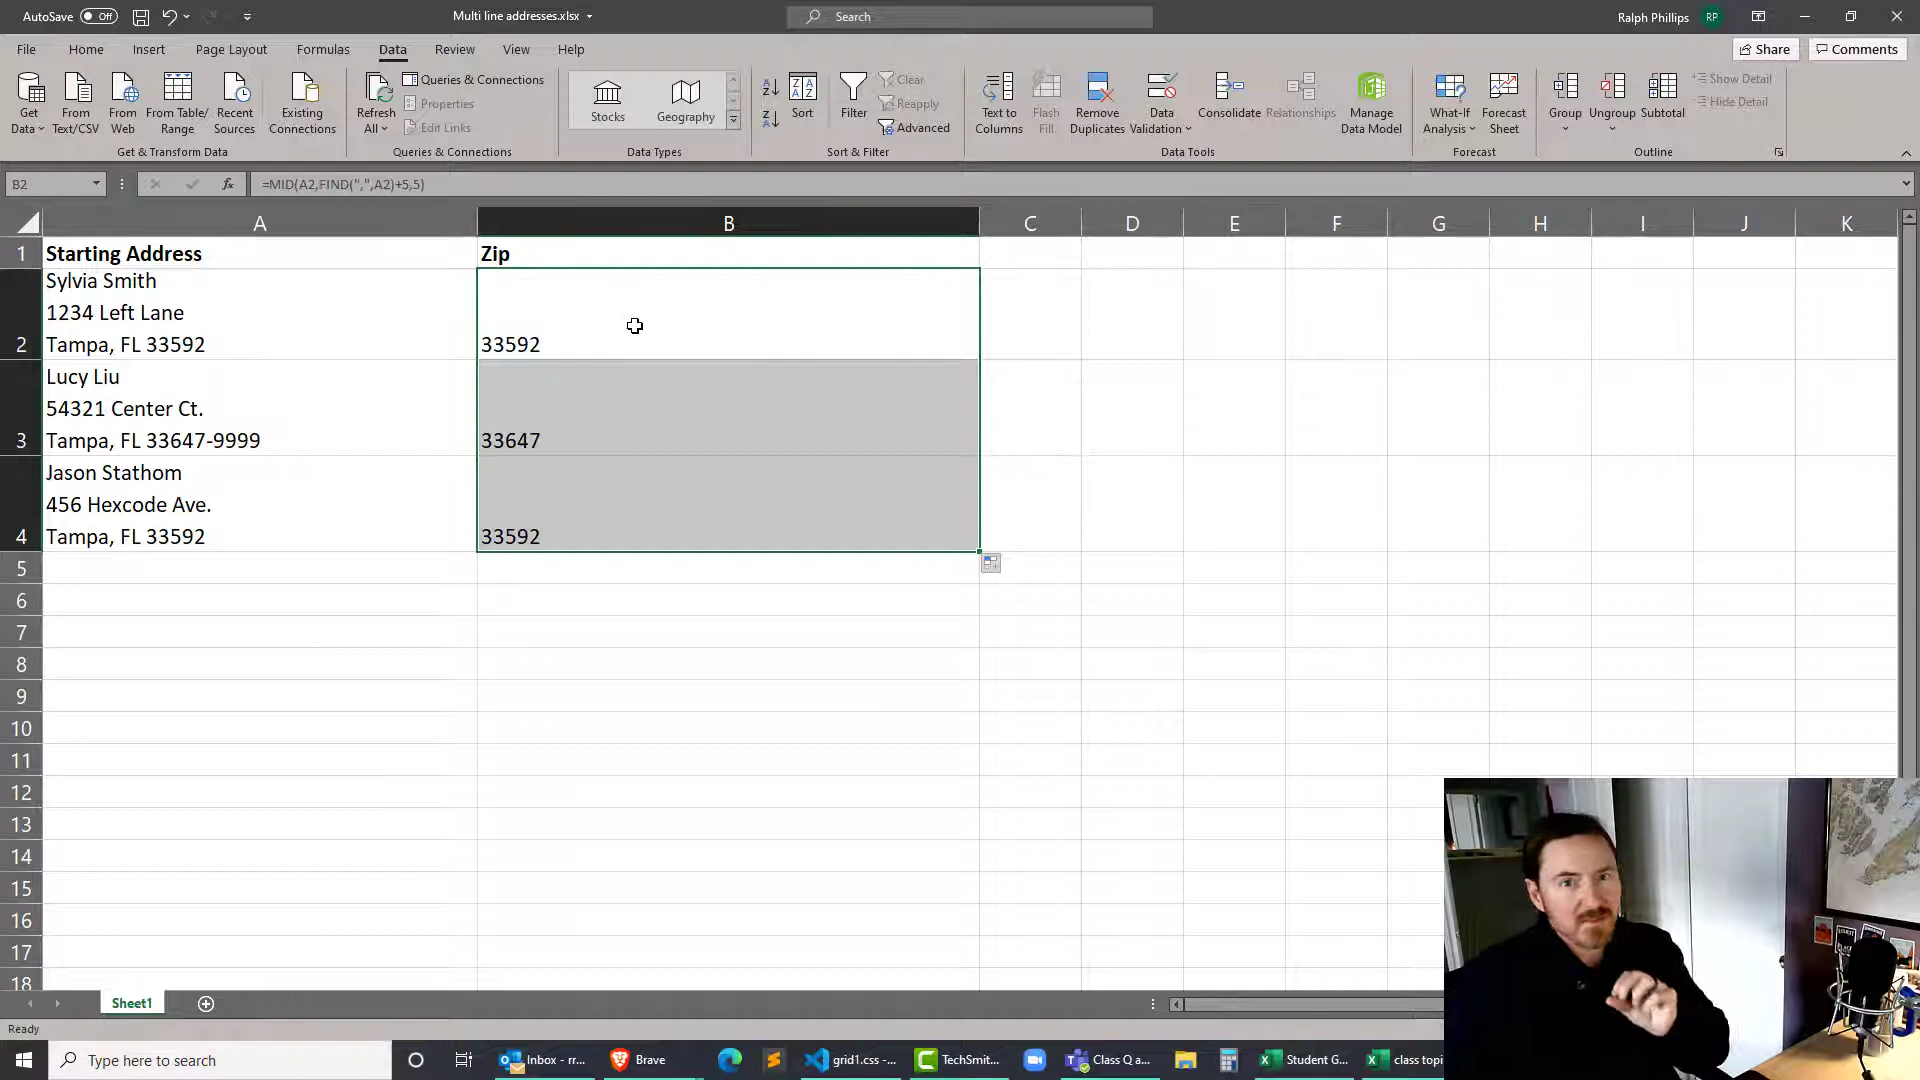 AutoSave Off
Multi line addresses.xlsx
Search
Ralph Phillips RP
File Home Insert Page Layout Formulas Data Review View Help
Share Comments
Get Data
From Text/CSV
From Web
From Table/ Range
Recent Sources
Existing Connections
Get & Transform Data
Refresh All
Queries & Connections
Properties
Edit Links
Queries & Connections
Stocks
Geography
Data Types
Sort
Filter
Clear
Reapply
Advanced
Sort & Filter
Text to Columns
Flash Fill
Remove Duplicates
Data Validation
Consolidate
Relationships
Manage Data Model
Data Tools
What-If Analysis
Forecast Sheet
Forecast
Group
Ungroup
Subtotal
Show Detail
Hide Detail
Outline
B2
fx
=MID(A2,FIND(",",A2)+5,5)
A B C D E F G H I J K
1 Starting Address Zip
Sylvia Smith
1234 Left Lane
2 Tampa, FL 33592 33592
Lucy Liu
54321 Center Ct.
3 Tampa, FL 33647-9999 33647
Jason Stathom
456 Hexcode Ave.
4 Tampa, FL 33592 33592
5
6
7
8
9
10
11
12
13
14
15
16
17
18
Sheet1
Ready
Type here to search
Inbox - rr...
Brave
grid1.css -...
TechSmit...
Class Q a...
Student G...
class topi